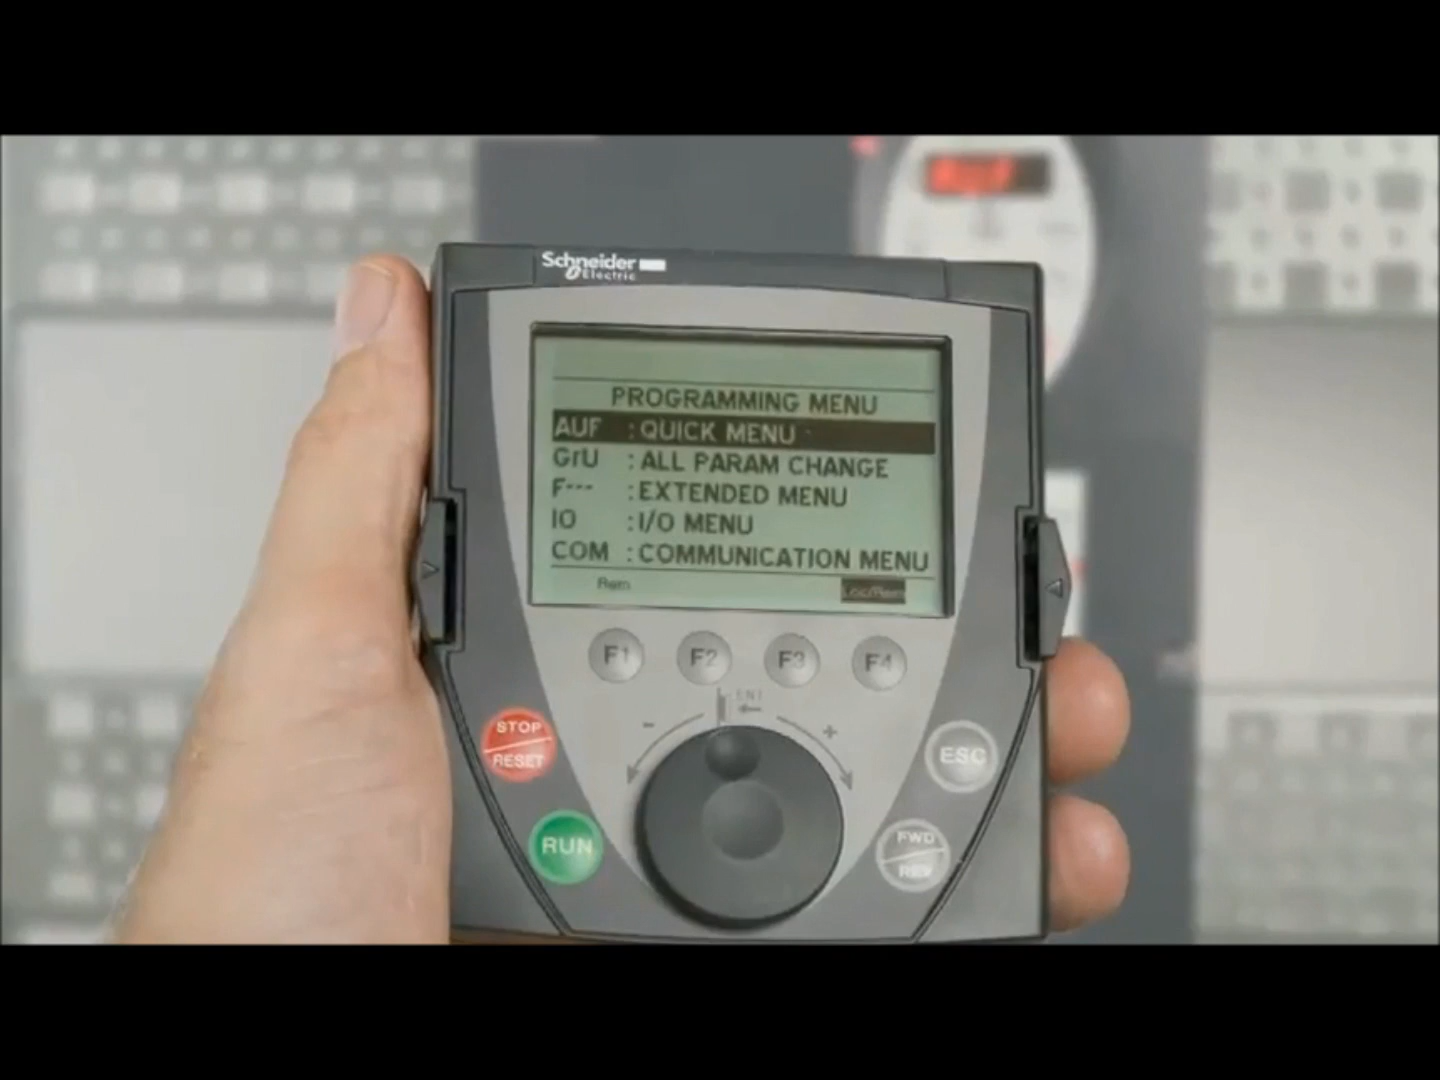 Schneider
Electric
PROGRAMMING MENU
AUF : QUICK MENU
GrU : ALL PARAM CHANGE
F--- : EXTENDED MENU
IO : I/O MENU
COM : COMMUNICATION MENU
Rem Loc/Rem
F1 F2 F3 F4
ENT
- +
STOP
RESET
ESC
RUN
FWD
REV